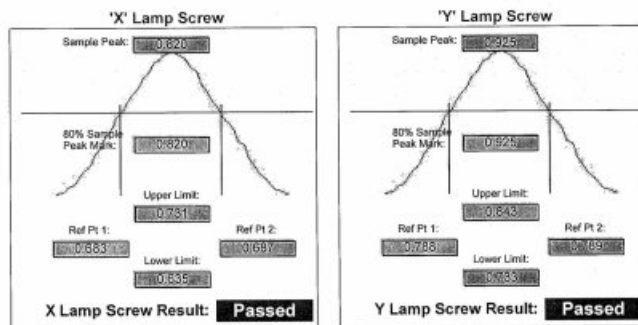 'X' Lamp Screw
Sample Peak: 0.820
80% Sample
Peak Mark: 0.820
Upper Limit:
0.731
Ref Pt 1:
0.683
Ref Pt 2:
0.687
Lower Limit:
0.635
X Lamp Screw Result: Passed
'Y' Lamp Screw
Sample Peak: 0.925
80% Sample
Peak Mark: 0.925
Upper Limit:
0.843
Ref Pt 1:
0.788
Ref Pt 2:
0.789
Lower Limit:
0.733
Y Lamp Screw Result: Passed